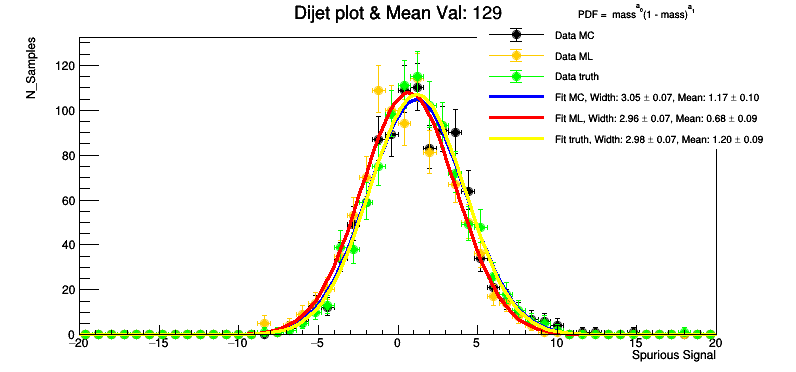 Dijet plot & Mean Val: 129
PDF = mass^a_0 (1 - mass)^a_1
Data MC
Data ML
Data truth
Fit MC, Width: 3.05 ± 0.07, Mean: 1.17 ± 0.10
Fit ML, Width: 2.96 ± 0.07, Mean: 0.68 ± 0.09
Fit truth, Width: 2.98 ± 0.07, Mean: 1.20 ± 0.09
N_Samples
120
100
80
60
40
20
0
−20 −15 −10 −5 0 5 10 15 20
Spurious Signal